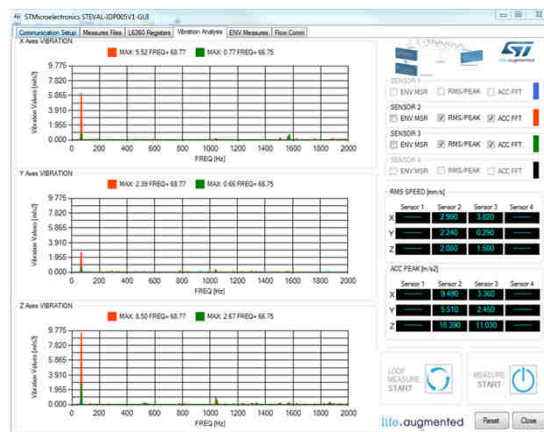 STMicroelectronics STEVAL-IDP005V1-GUI
Communication Setup Measures Files L6360 Registers Vibration Analysis ENV Measures Flow Comm
X Axes VIBRATION
MAX: 5.52 FREQ= 68.77 MAX: 0.77 FREQ= 66.75
Vibration Values [m/s2]
9.775
7.820
5.865
3.910
1.955
0.000
0 200 400 600 800 1000 1200 1400 1600 1800 2000
FREQ [Hz]
Y Axes VIBRATION
MAX: 2.39 FREQ= 68.77 MAX: 0.66 FREQ= 66.75
Vibration Values [m/s2]
9.775
7.820
5.865
3.910
1.955
0.000
0 200 400 600 800 1000 1200 1400 1600 1800 2000
FREQ [Hz]
Z Axes VIBRATION
MAX: 8.50 FREQ= 68.77 MAX: 2.67 FREQ= 66.75
Vibration Values [m/s2]
9.775
7.820
5.865
3.910
1.955
0.000
0 200 400 600 800 1000 1200 1400 1600 1800 2000
FREQ [Hz]
ST
life.augmented
SENSOR 1
ENV MSR RMS/PEAK ACC FFT
SENSOR 2
ENV MSR RMS/PEAK ACC FFT
SENSOR 3
ENV MSR RMS/PEAK ACC FFT
SENSOR 4
ENV MSR RMS/PEAK ACC FFT
RMS SPEED [mm/s]
Sensor 1 Sensor 2 Sensor 3 Sensor 4
X 2.990 3.820
Y 2.240 0.290
Z 2.080 1.500
ACC PEAK [m/s2]
Sensor 1 Sensor 2 Sensor 3 Sensor 4
X 9.490 3.360
Y 5.510 2.450
Z 18.390 11.030
LOOP
MEASURE
START
MEASURE
START
life.augmented Reset Close